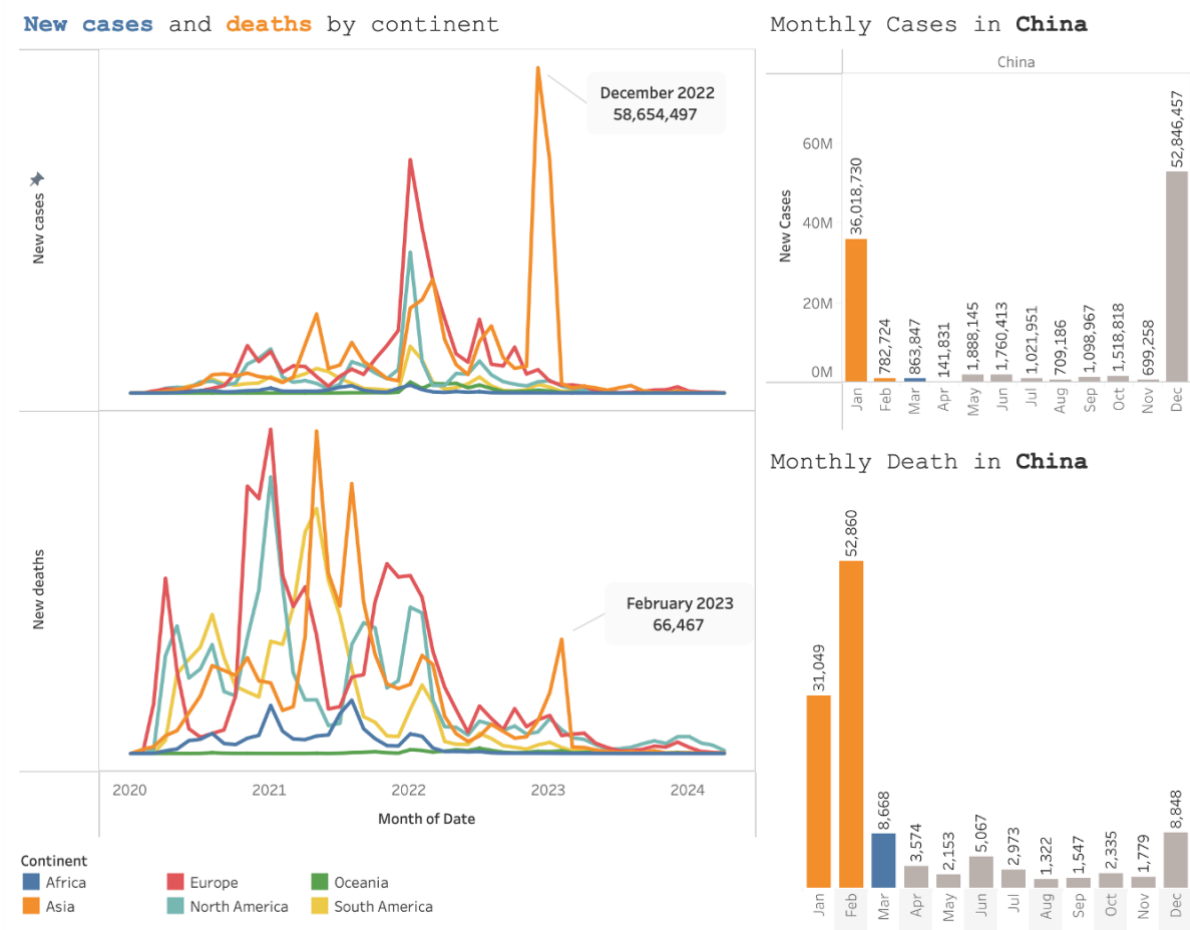 New cases and deaths by continent
New cases
December 2022
58,654,497
New deaths
February 2023
66,467
2020 2021 2022 2023 2024
Month of Date
Continent
Africa Europe Oceania
Asia North America South America
Monthly Cases in China
China
New Cases
60M
40M
20M
0M
36,018,730 782,724 863,847 141,831 1,888,145 1,760,413 1,021,951 709,186 1,098,967 1,518,818 699,258 52,846,457
Jan Feb Mar Apr May Jun Jul Aug Sep Oct Nov Dec
Monthly Death in China
31,049 52,860 8,668 3,574 2,153 5,067 2,973 1,322 1,547 2,335 1,779 8,848
Jan Feb Mar Apr May Jun Jul Aug Sep Oct Nov Dec